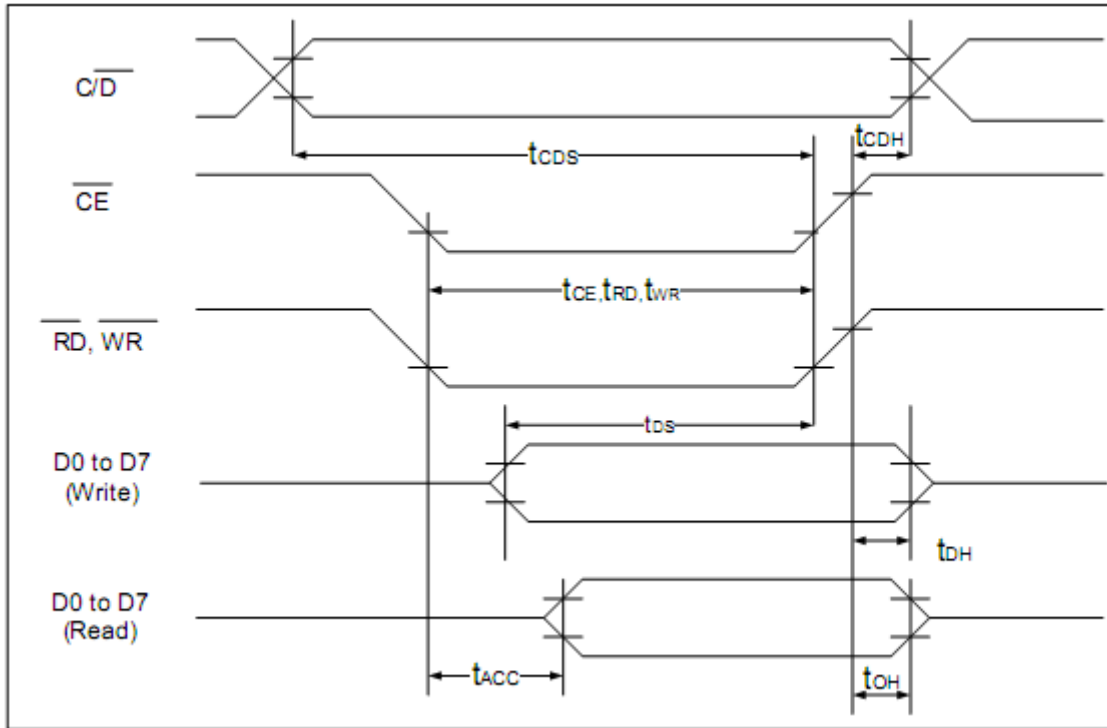 C/D
tCDS
tCDH
CE
tCE,tRD,tWR
RD, WR
tDS
D0 to D7
(Write)
tDH
D0 to D7
(Read)
tACC
tOH